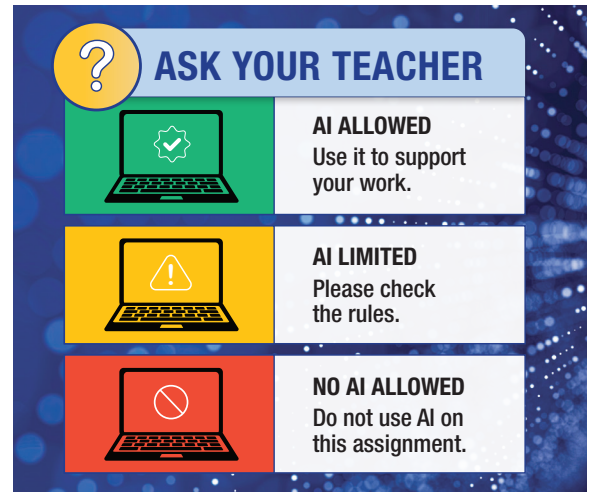 ?
ASK YOUR TEACHER
AI ALLOWED
Use it to support
your work.
AI LIMITED
Please check
the rules.
NO AI ALLOWED
Do not use AI on
this assignment.